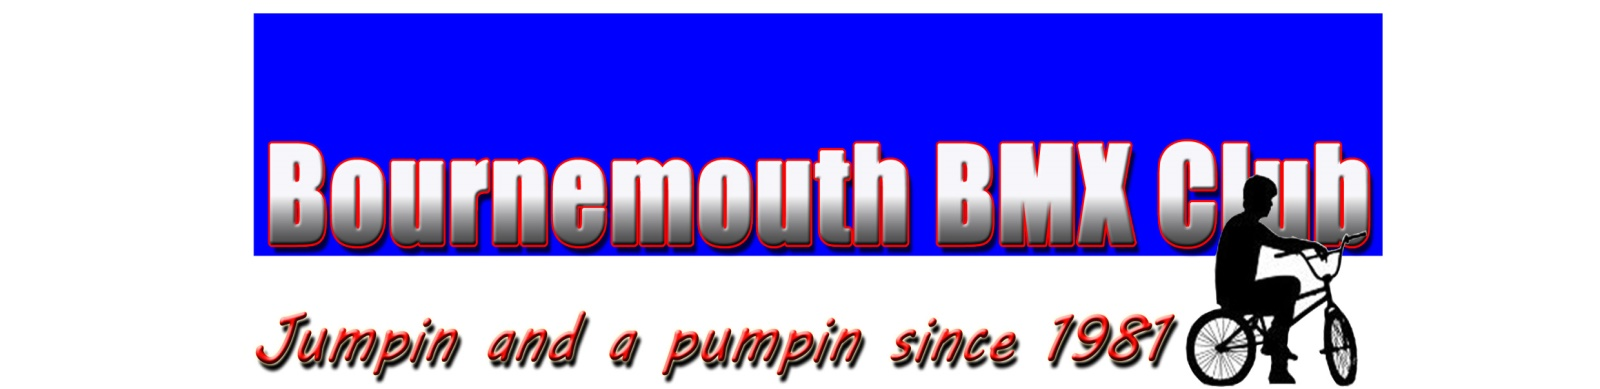 Bournemouth BMX Club
Jumpin and a pumpin since 1981